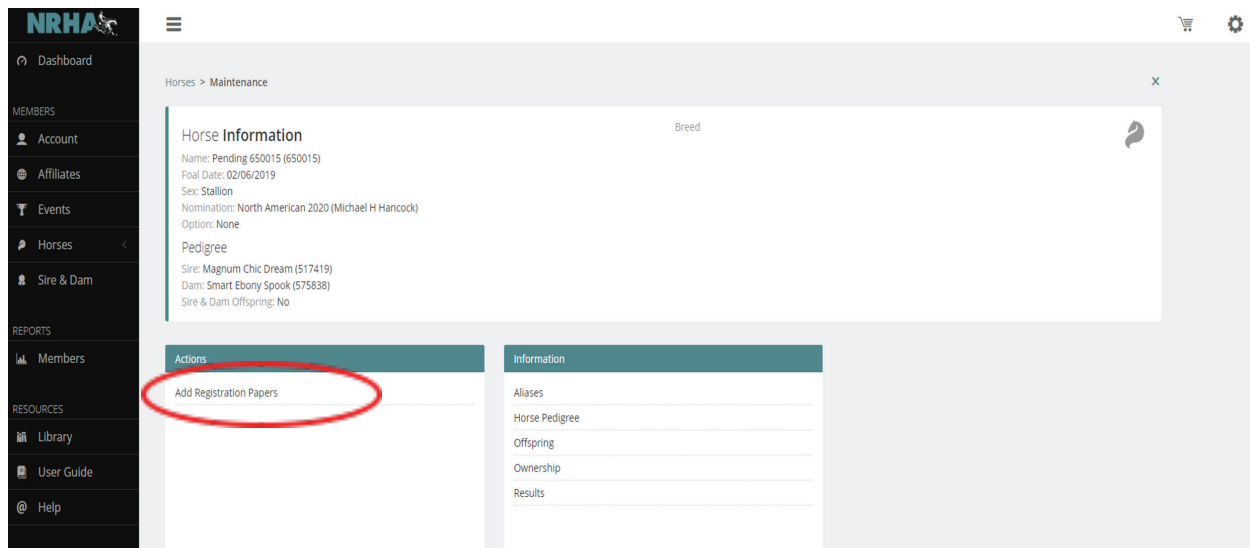 NRHA
Dashboard
MEMBERS
Account
Affiliates
Events
Horses
Sire & Dam
REPORTS
Members
RESOURCES
Library
User Guide
@ Help
Horses > Maintenance
Horse Information
Name: Pending 650015 (650015)
Foal Date: 02/06/2019
Sex: Stallion
Nomination: North American 2020 (Michael H Hancock)
Option: None
Pedigree
Sire: Magnum Chic Dream (517419)
Dam: Smart Ebony Spook (575838)
Sire & Dam Offspring: No
Breed
Actions
Add Registration Papers
Information
Aliases
Horse Pedigree
Offspring
Ownership
Results